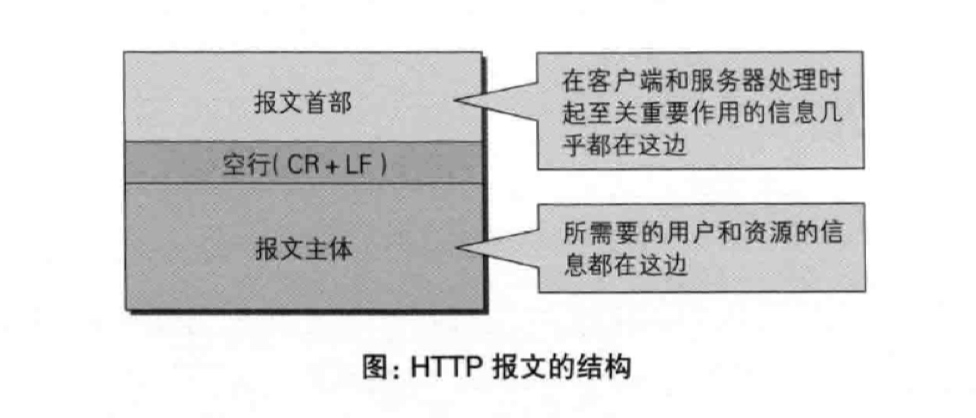 报文首部
在客户端和服务器处理时
起至关重要作用的信息几
乎都在这边
空行(CR+LF)
报文主体
所需要的用户和资源的信
息都在这边
图：HTTP 报文的结构